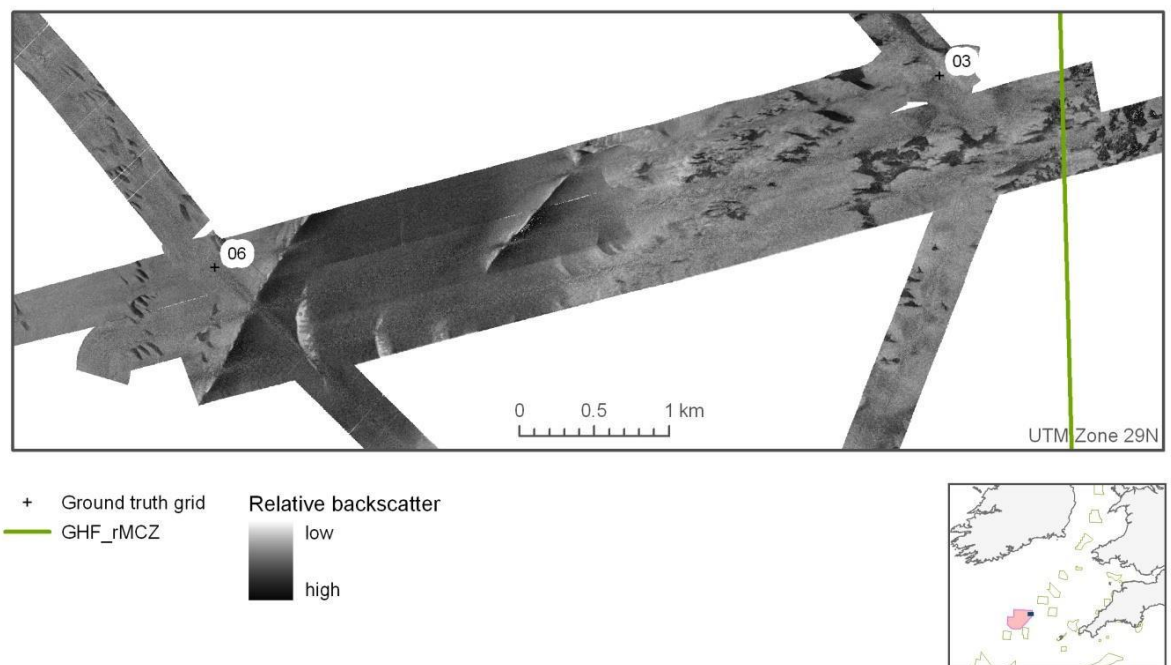 03
06
0 0.5 1 km
UTM Zone 29N
+ Ground truth grid
GHF_rMCZ
Relative backscatter
low
high